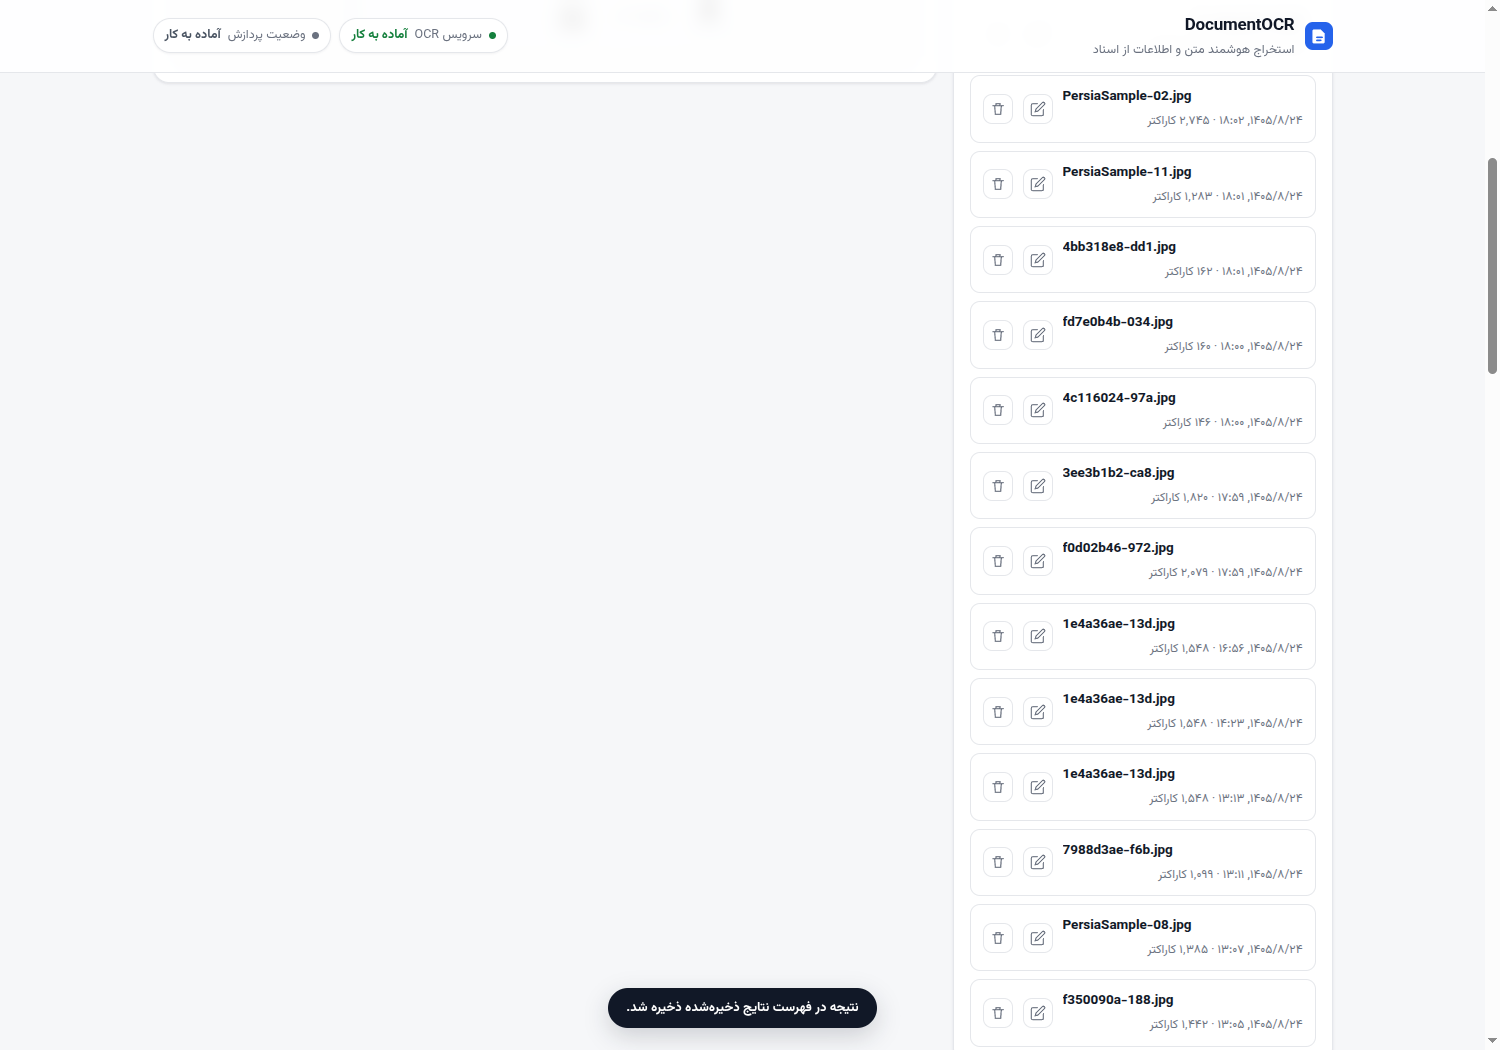 DocumentOCR
استخراج هوشمند متن و اطلاعات از اسناد
سرویس OCR آماده به کار
وضعیت پردازش آماده به کار
PersiaSample-02.jpg
۱۴۰۵/۸/۲۴, ۱۸:۰۲ · ۲,۷۴۵ کاراکتر
PersiaSample-11.jpg
۱۴۰۵/۸/۲۴, ۱۸:۰۱ · ۱,۲۸۳ کاراکتر
4bb318e8-dd1.jpg
۱۴۰۵/۸/۲۴, ۱۸:۰۱ · ۱۶۲ کاراکتر
fd7e0b4b-034.jpg
۱۴۰۵/۸/۲۴, ۱۸:۰۰ · ۱۶۰ کاراکتر
4c116024-97a.jpg
۱۴۰۵/۸/۲۴, ۱۸:۰۰ · ۱۴۶ کاراکتر
3ee3b1b2-ca8.jpg
۱۴۰۵/۸/۲۴, ۱۷:۵۹ · ۱,۸۲۰ کاراکتر
f0d02b46-972.jpg
۱۴۰۵/۸/۲۴, ۱۷:۵۹ · ۲,۰۷۹ کاراکتر
1e4a36ae-13d.jpg
۱۴۰۵/۸/۲۴, ۱۶:۵۶ · ۱,۵۴۸ کاراکتر
1e4a36ae-13d.jpg
۱۴۰۵/۸/۲۴, ۱۴:۲۳ · ۱,۵۴۸ کاراکتر
1e4a36ae-13d.jpg
۱۴۰۵/۸/۲۴, ۱۳:۱۳ · ۱,۵۴۸ کاراکتر
7988d3ae-f6b.jpg
۱۴۰۵/۸/۲۴, ۱۳:۱۱ · ۱,۰۹۹ کاراکتر
PersiaSample-08.jpg
۱۴۰۵/۸/۲۴, ۱۳:۰۷ · ۱,۳۸۵ کاراکتر
f350090a-188.jpg
۱۴۰۵/۸/۲۴, ۱۳:۰۵ · ۱,۴۴۲ کاراکتر
نتیجه در فهرست نتایج ذخیره‌شده ذخیره شد.